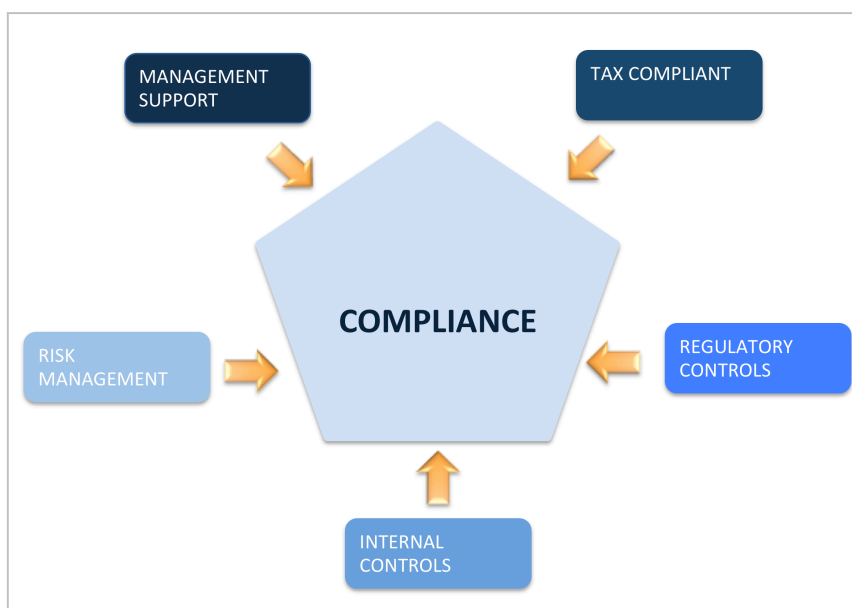 MANAGEMENT
SUPPORT
TAX COMPLIANT
COMPLIANCE
RISK
MANAGEMENT
REGULATORY
CONTROLS
INTERNAL
CONTROLS